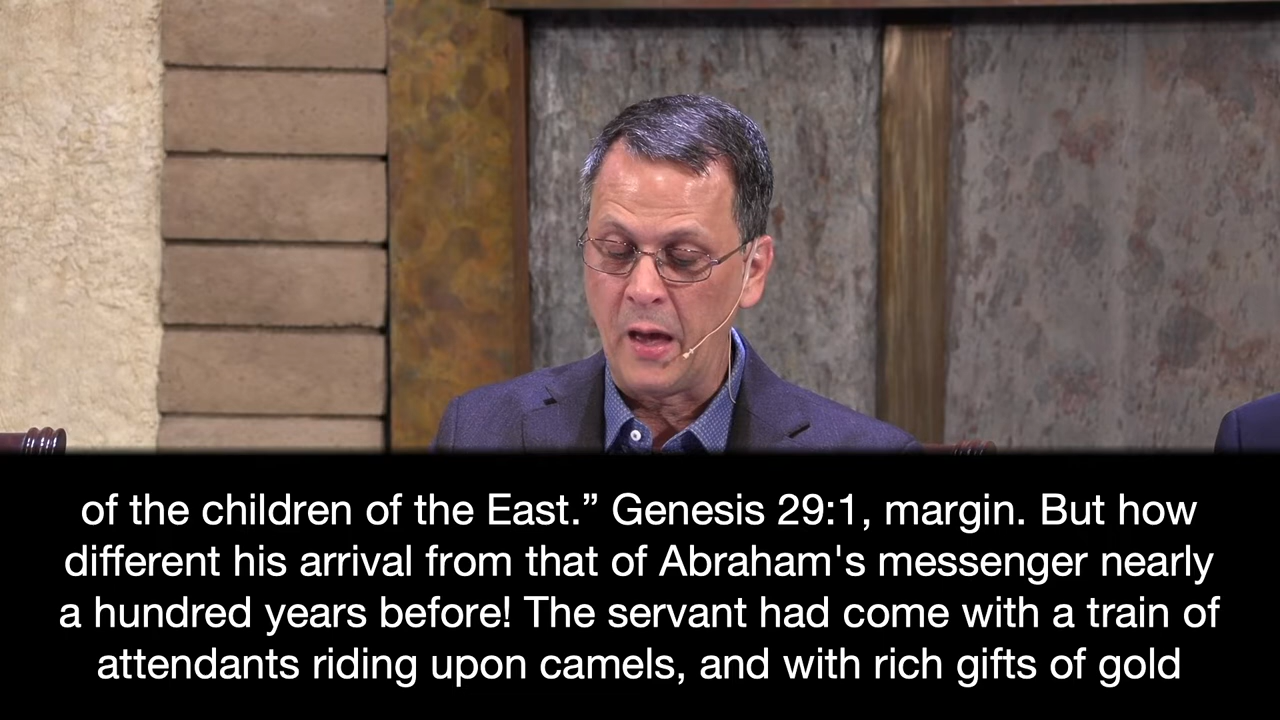 of the children of the East.” Genesis 29:1, margin. But how
different his arrival from that of Abraham's messenger nearly
a hundred years before! The servant had come with a train of
attendants riding upon camels, and with rich gifts of gold